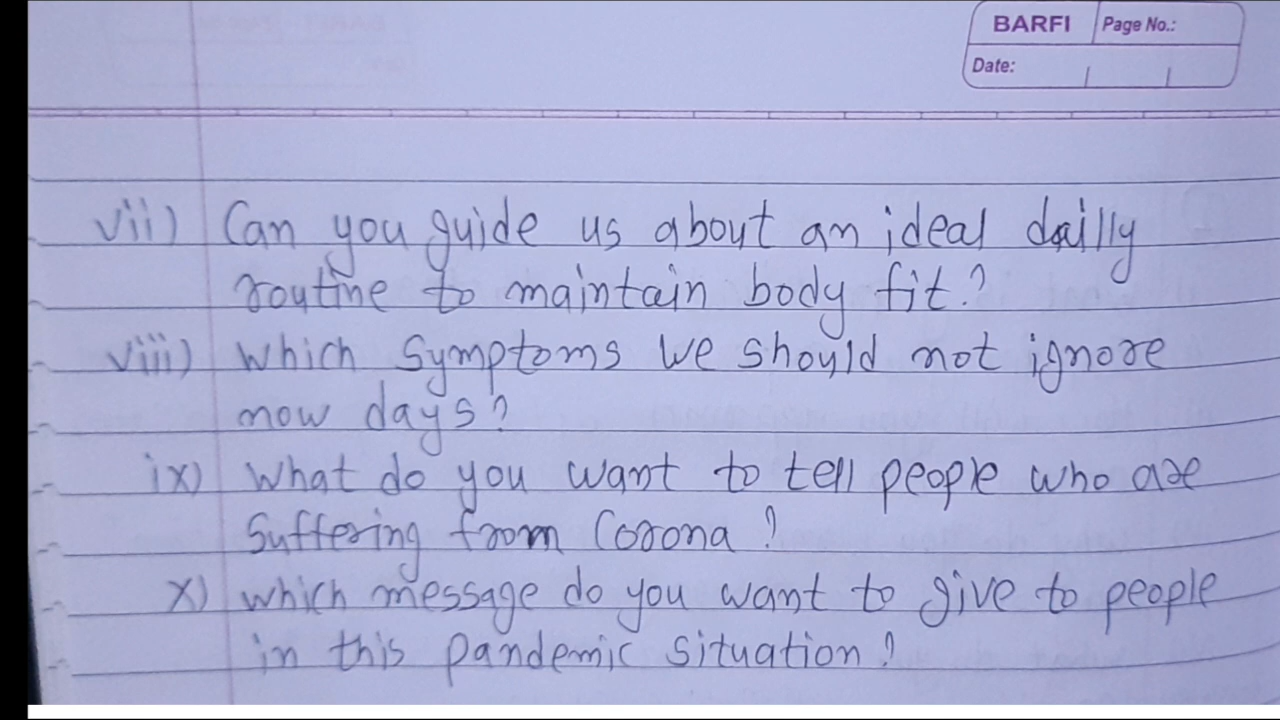 BARFI Page No.:
Date:
vii) Can you guide us about an ideal dailly
routine to maintain body fit?
viii) Which Symptoms we should not ignore
now days?
ix) What do you want to tell people who are
Suffering from Corona?
x) which message do you want to give to people
in this pandemic situation?